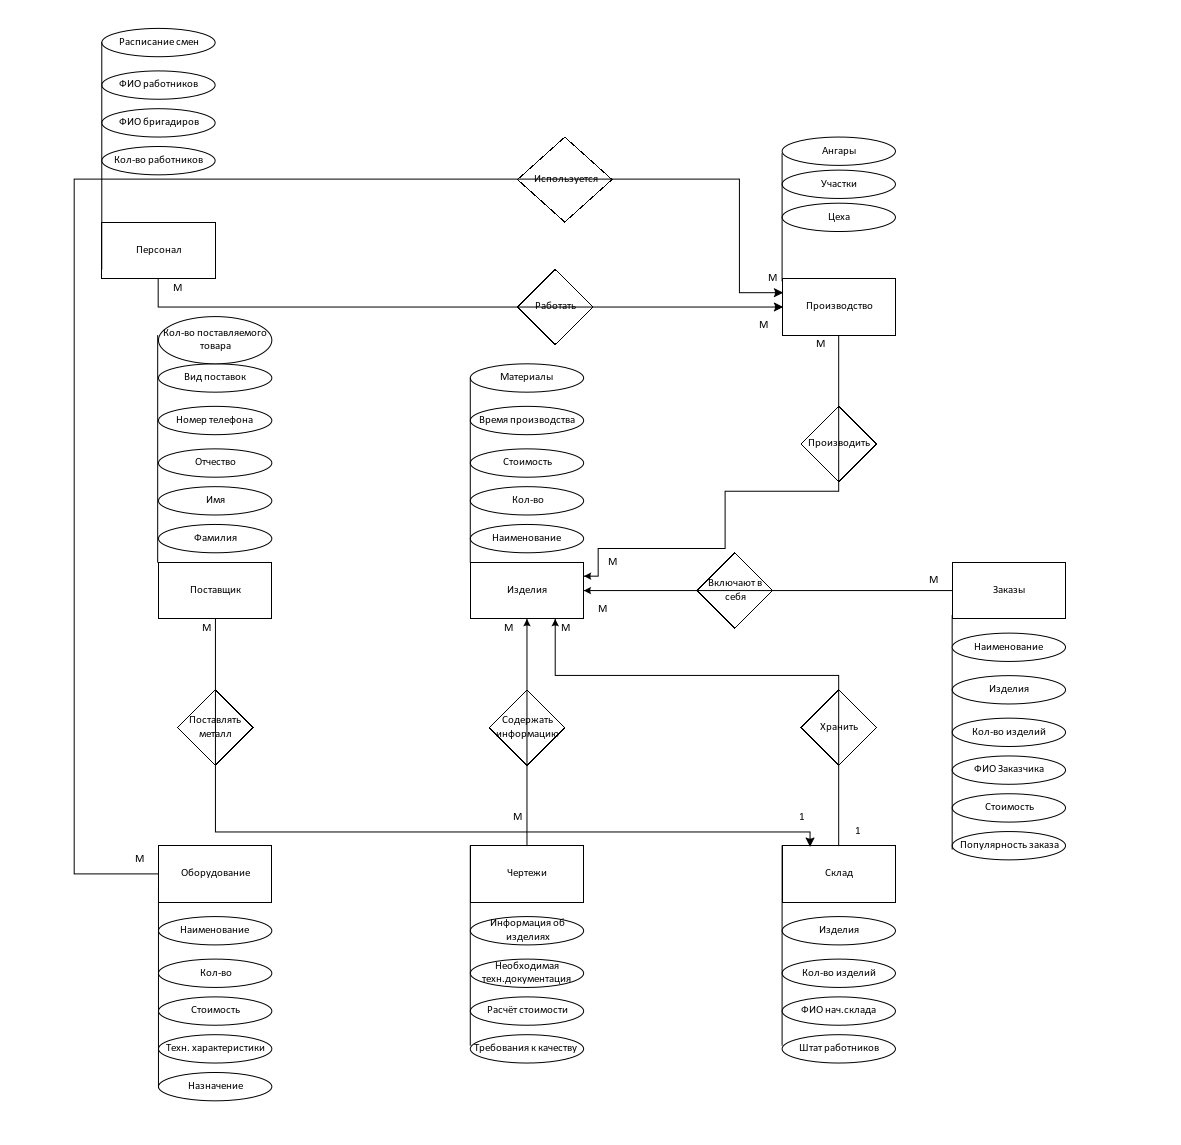 Расписание смен
ФИО работников
ФИО бригадиров
Кол-во работников
Персонал
М
Используется
Работать
Ангары
Участки
Цеха
М
Производство
М
М
Производить
Кол-во поставляемого
товара
Вид поставок
Номер телефона
Отчество
Имя
Фамилия
Поставщик
М
Материалы
Время производства
Стоимость
Кол-во
Наименование
Изделия
М
М
М
М
Включают в
себя
М
Заказы
Наименование
Изделия
Кол-во изделий
ФИО Заказчика
Стоимость
Популярность заказа
Поставлять
металл
Содержать
информацию
Хранить
М
М
1
1
Оборудование
Наименование
Кол-во
Стоимость
Техн. характеристики
Назначение
Чертежи
Информация об
изделиях
Необходимая
техн.документация
Расчёт стоимости
Требования к качеству
Склад
Изделия
Кол-во изделий
ФИО нач.склада
Штат работников